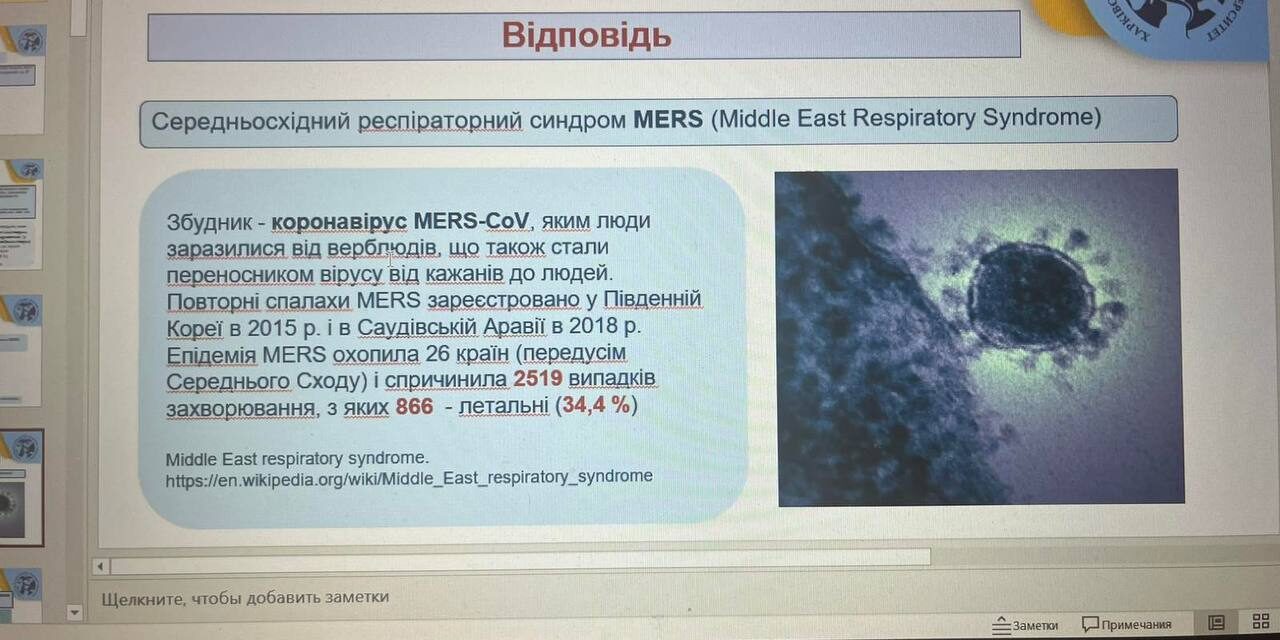 ХАРКІВС
ЕРСИТЕТ
Відповідь
Середньосхідний респіраторний синдром MERS (Middle East Respiratory Syndrome)
Збудник - коронавірус MERS-CoV, яким люди
заразилися від верблюдів, що також стали
переносником вірусу від кажанів до людей.
Повторні спалахи MERS зареєстровано у Південній
Кореї в 2015 р. і в Саудівській Аравії в 2018 р.
Епідемія MERS охопила 26 країн (передусім
Середнього Сходу) і спричинила 2519 випадків
захворювання, з яких 866 - летальні (34,4 %)
Middle East respiratory syndrome.
https://en.wikipedia.org/wiki/Middle_East_respiratory_syndrome
Щелкните, чтобы добавить заметки
Заметки
Примечания